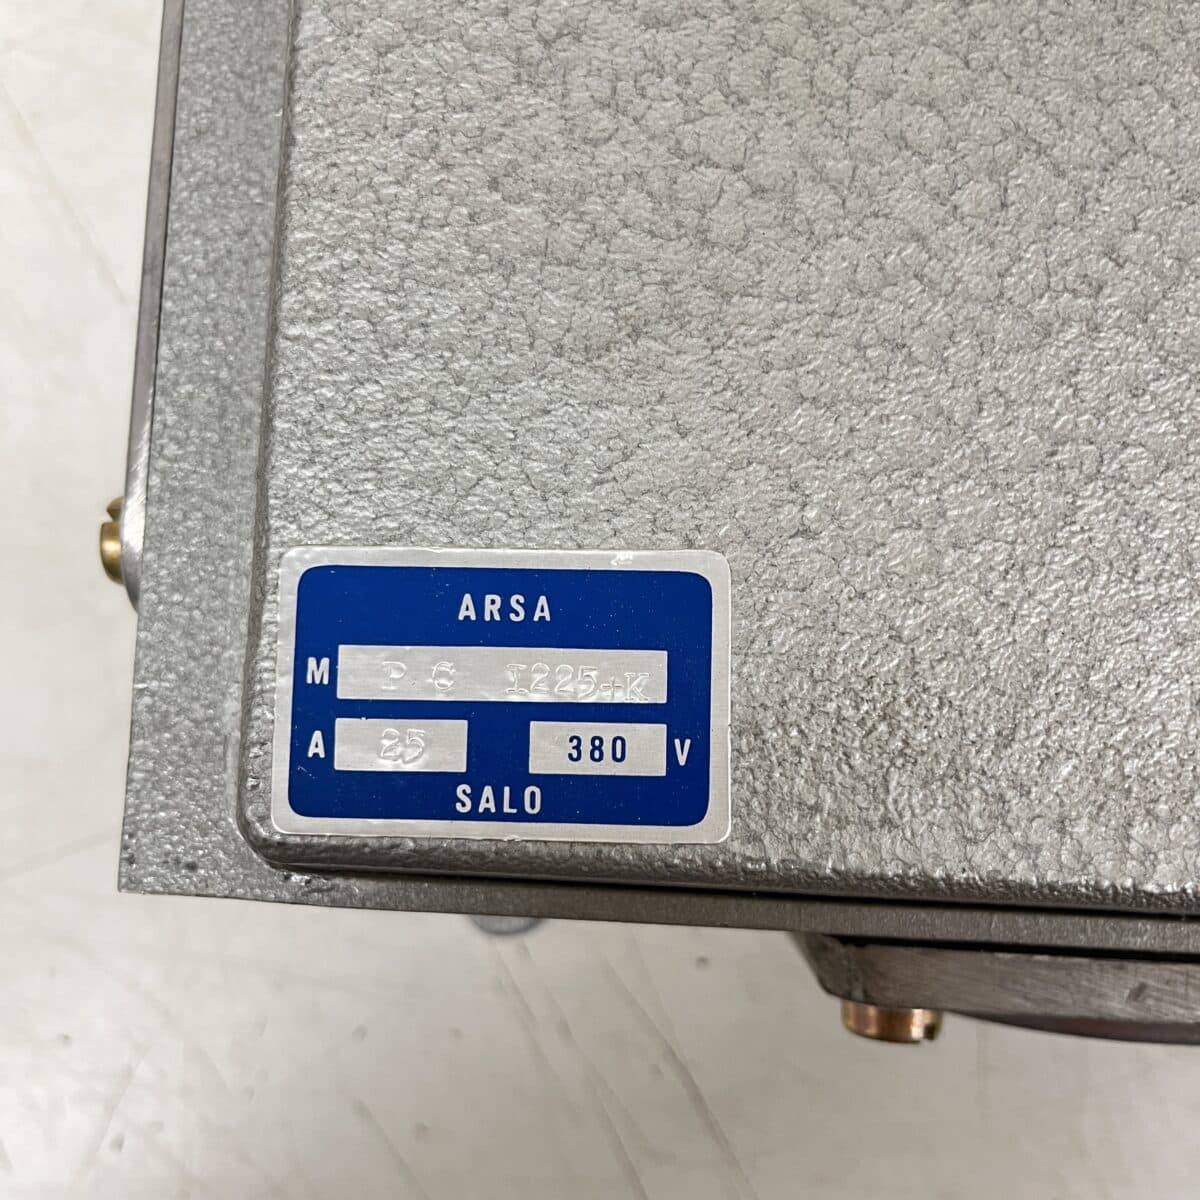 ARSA
M P.C I225+K
A 25 380 V
SALO